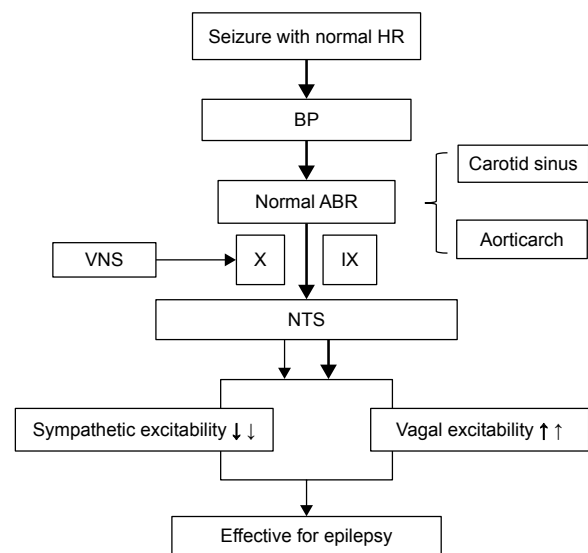 Seizure with normal HR
BP
Normal ABR
Carotid sinus
Aorticarch
VNS
X
IX
NTS
Sympathetic excitability ↓↓
Vagal excitability ↑↑
Effective for epilepsy